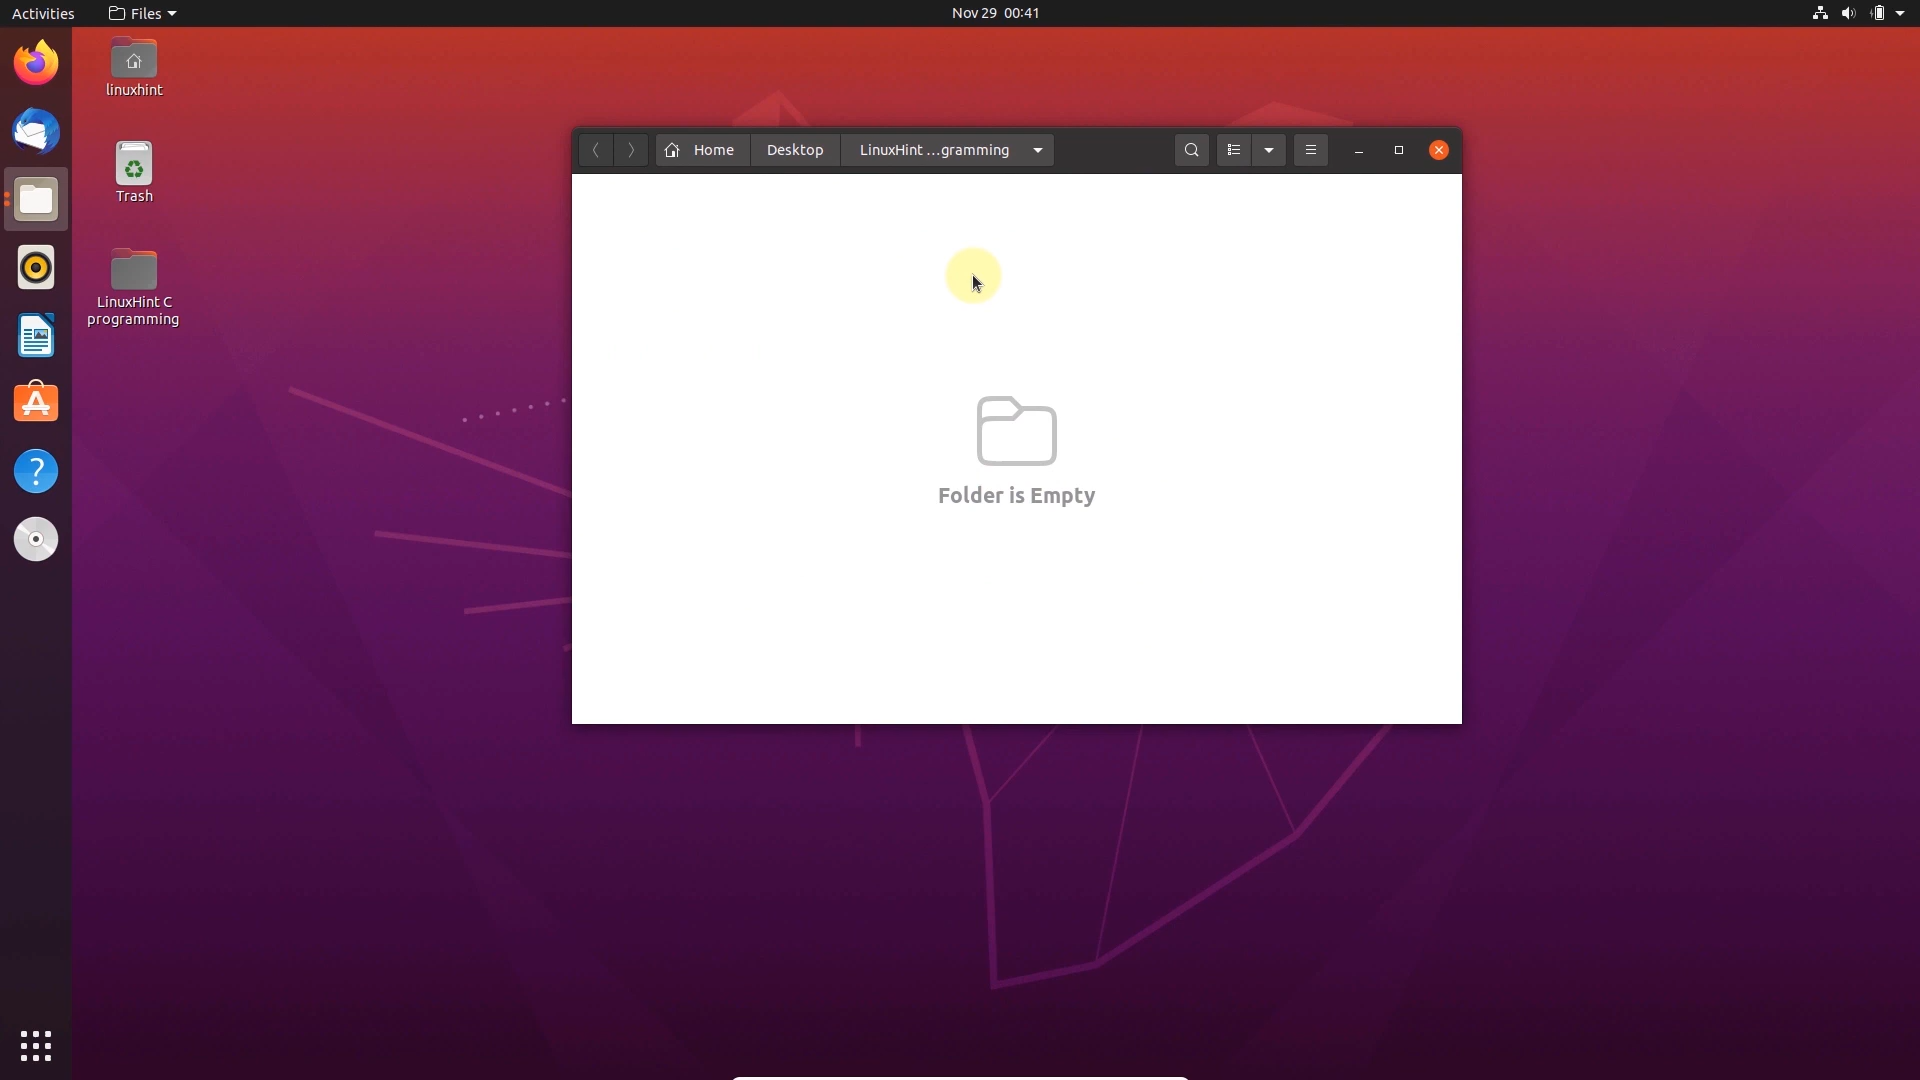 Activities
Files
Nov 29 00:41
linuxhint
Trash
LinuxHint C
programming
Home
Desktop
LinuxHint ...gramming
Folder is Empty